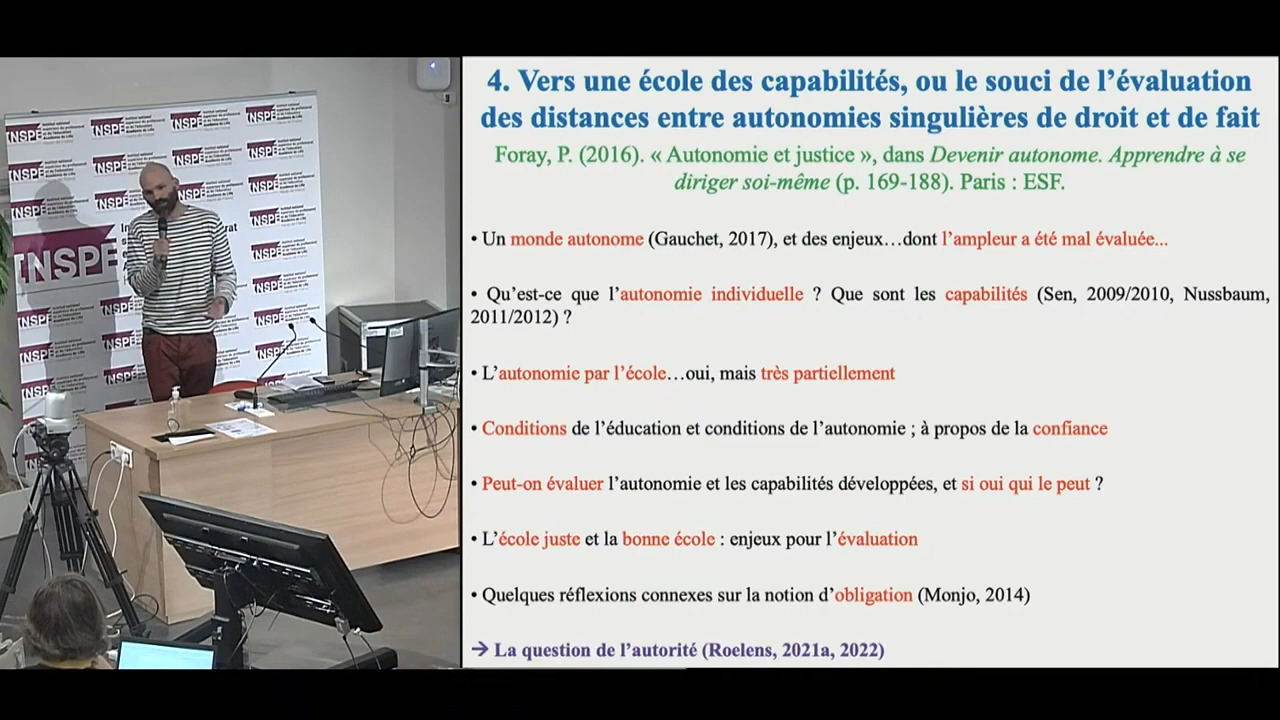 4. Vers une école des capabilités, ou le souci de l’évaluation
des distances entre autonomies singulières de droit et de fait
Foray, P. (2016). « Autonomie et justice », dans Devenir autonome. Apprendre à se
diriger soi-même (p. 169-188). Paris : ESF.
• Un monde autonome (Gauchet, 2017), et des enjeux…dont l’ampleur a été mal évaluée...
• Qu’est-ce que l’autonomie individuelle ? Que sont les capabilités (Sen, 2009/2010, Nussbaum,
2011/2012) ?
• L’autonomie par l’école…oui, mais très partiellement
• Conditions de l’éducation et conditions de l’autonomie ; à propos de la confiance
• Peut-on évaluer l’autonomie et les capabilités développées, et si oui qui le peut ?
• L’école juste et la bonne école : enjeux pour l’évaluation
• Quelques réflexions connexes sur la notion d’obligation (Monjo, 2014)
→ La question de l’autorité (Roelens, 2021a, 2022)
INSPÉ